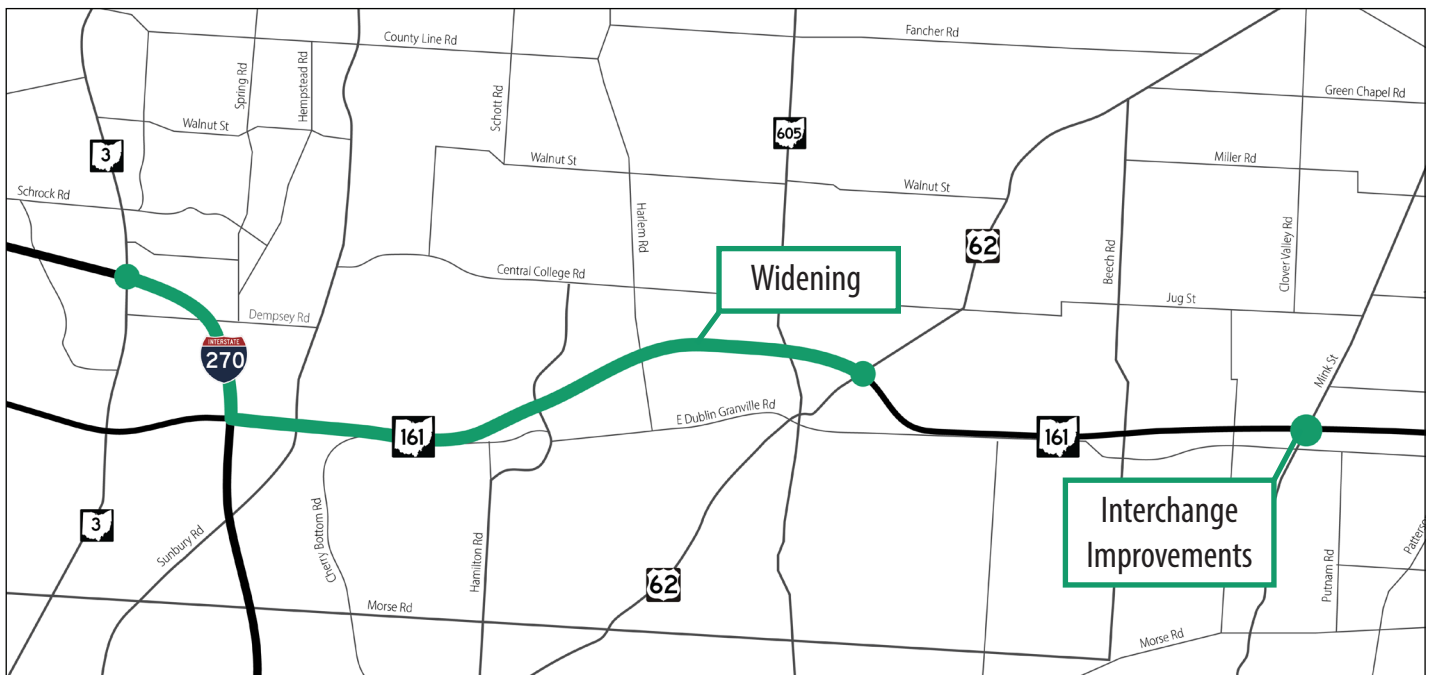 County Line Rd
Fancher Rd
Spring Rd
Hempstead Rd
Schott Rd
Green Chapel Rd
Walnut St
605
3
Walnut St
Miller Rd
Walnut St
Schrock Rd
Harlem Rd
62
Beech Rd
Clover Valley Rd
Central College Rd
Widening
Jug St
Dempsey Rd
INTERSTATE
270
Mink St
E Dublin Granville Rd
161
161
Interchange
Improvements
3
Sunbury Rd
Cherry Bottom Rd
Hamilton Rd
62
Putnam Rd
Patters
Morse Rd
Morse Rd